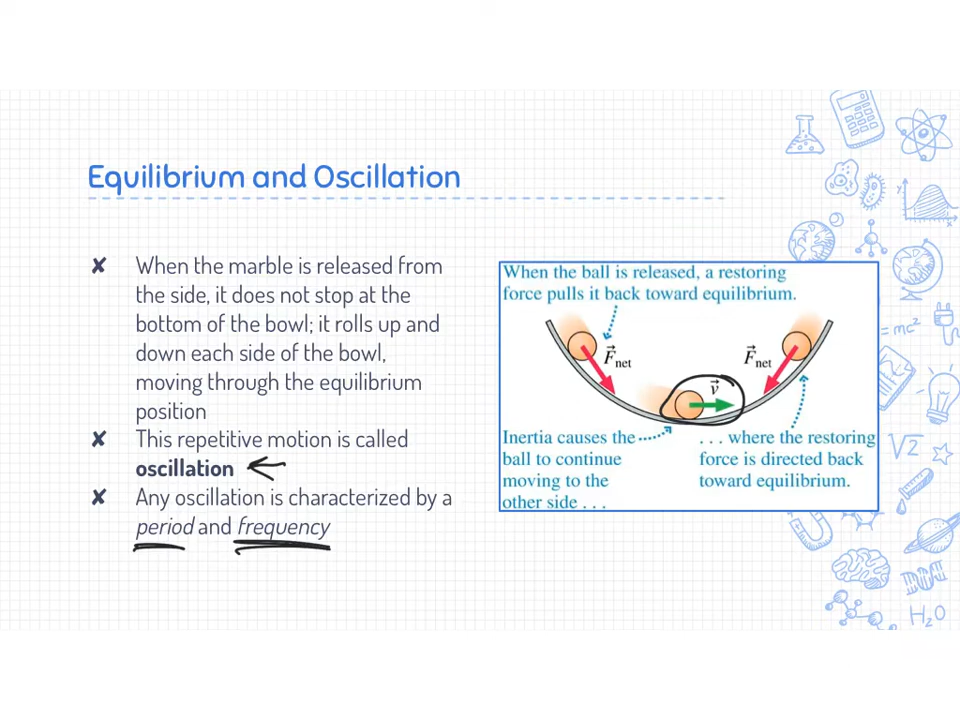 Equilibrium and Oscillation
✘ When the marble is released from
the side, it does not stop at the
bottom of the bowl; it rolls up and
down each side of the bowl,
moving through the equilibrium
position
✘ This repetitive motion is called
oscillation
✘ Any oscillation is characterized by a
period and frequency
When the ball is released, a restoring
force pulls it back toward equilibrium.
F⃗net
F⃗net
v⃗
Inertia causes the
ball to continue
moving to the
other side . . .
. . . where the restoring
force is directed back
toward equilibrium.
y
x
= mc²
√2
H₂O